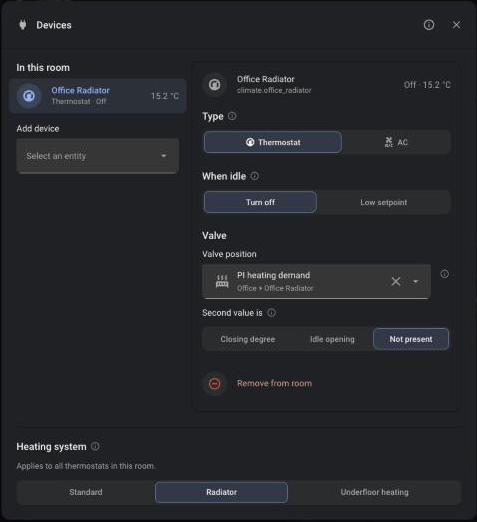 Devices
In this room
Office Radiator
Thermostat · Off
15.2 °C
Add device
Select an entity
Office Radiator
climate.office_radiator
Off · 15.2 °C
Type
Thermostat
AC
When idle
Turn off
Low setpoint
Valve
Valve position
PI heating demand
Office ▸ Office Radiator
Second value is
Closing degree
Idle opening
Not present
Remove from room
Heating system
Applies to all thermostats in this room.
Standard
Radiator
Underfloor heating